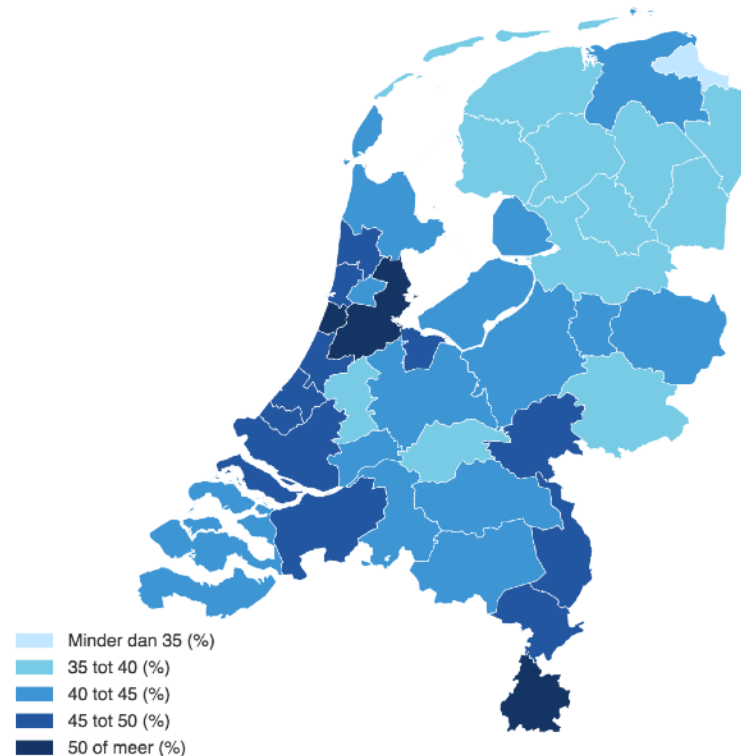 Minder dan 35 (%)
35 tot 40 (%)
40 tot 45 (%)
45 tot 50 (%)
50 of meer (%)